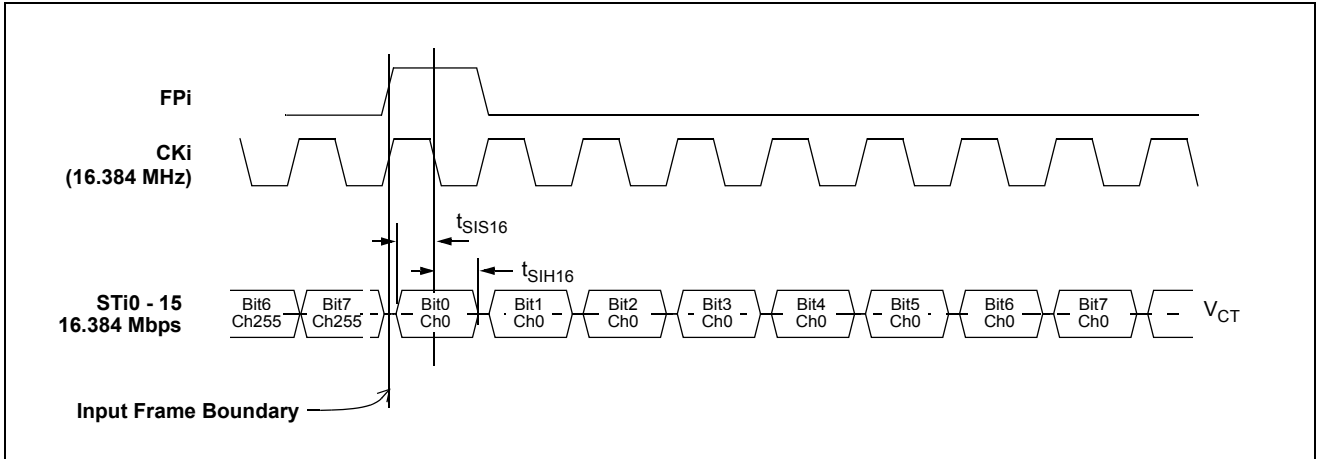 FPi
CKi
(16.384 MHz)
tSIS16
tSIH16
STi0 - 15
16.384 Mbps
Bit6
Ch255
Bit7
Ch255
Bit0
Ch0
Bit1
Ch0
Bit2
Ch0
Bit3
Ch0
Bit4
Ch0
Bit5
Ch0
Bit6
Ch0
Bit7
Ch0
VCT
Input Frame Boundary